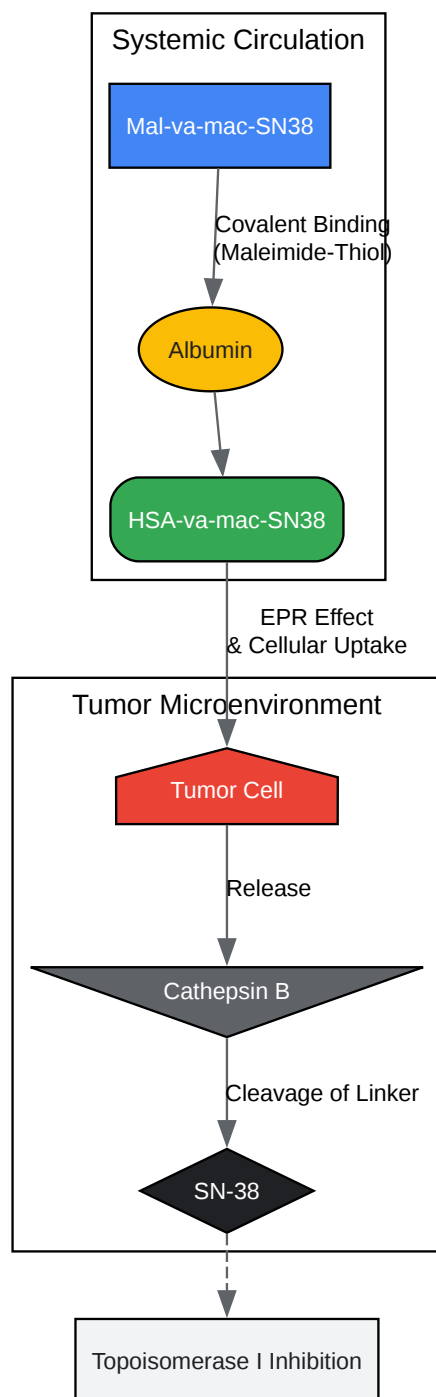 Systemic Circulation
Mal-va-mac-SN38
Covalent Binding
(Maleimide-Thiol)
Albumin
HSA-va-mac-SN38
EPR Effect
& Cellular Uptake
Tumor Microenvironment
Tumor Cell
Release
Cathepsin B
Cleavage of Linker
SN-38
Topoisomerase I Inhibition